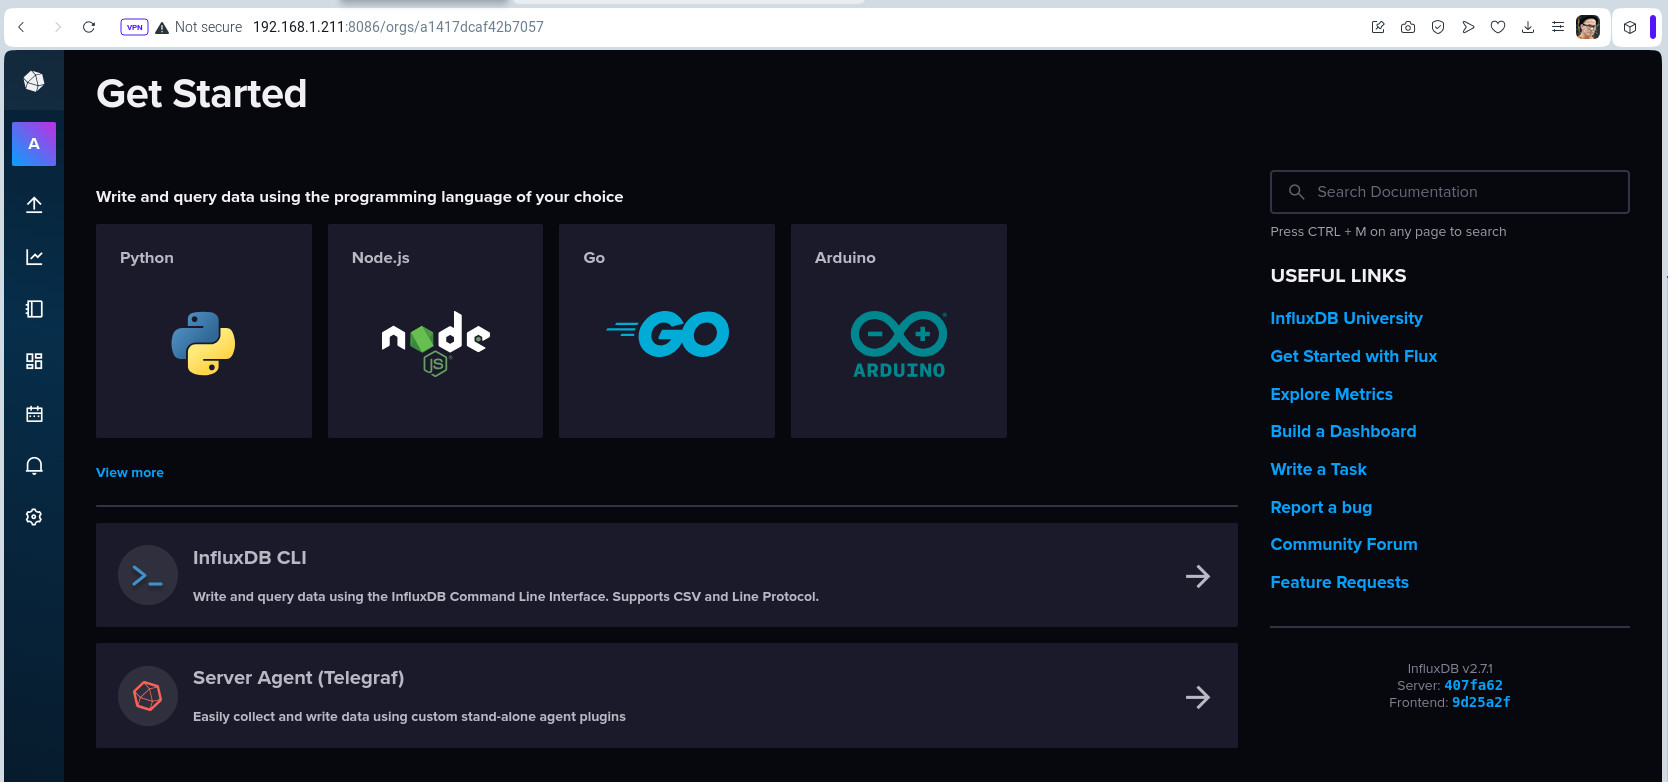 VPN
Not secure 192.168.1.211:8086/orgs/a1417dcaf42b7057
Get Started
A
Write and query data using the programming language of your choice
Python
Node.js
Go
Arduino
node
JS
GO
ARDUINO
View more
InfluxDB CLI
Write and query data using the InfluxDB Command Line Interface. Supports CSV and Line Protocol.
Server Agent (Telegraf)
Easily collect and write data using custom stand-alone agent plugins
Search Documentation
Press CTRL + M on any page to search
USEFUL LINKS
InfluxDB University
Get Started with Flux
Explore Metrics
Build a Dashboard
Write a Task
Report a bug
Community Forum
Feature Requests
InfluxDB v2.7.1
Server: 407fa62
Frontend: 9d25a2f